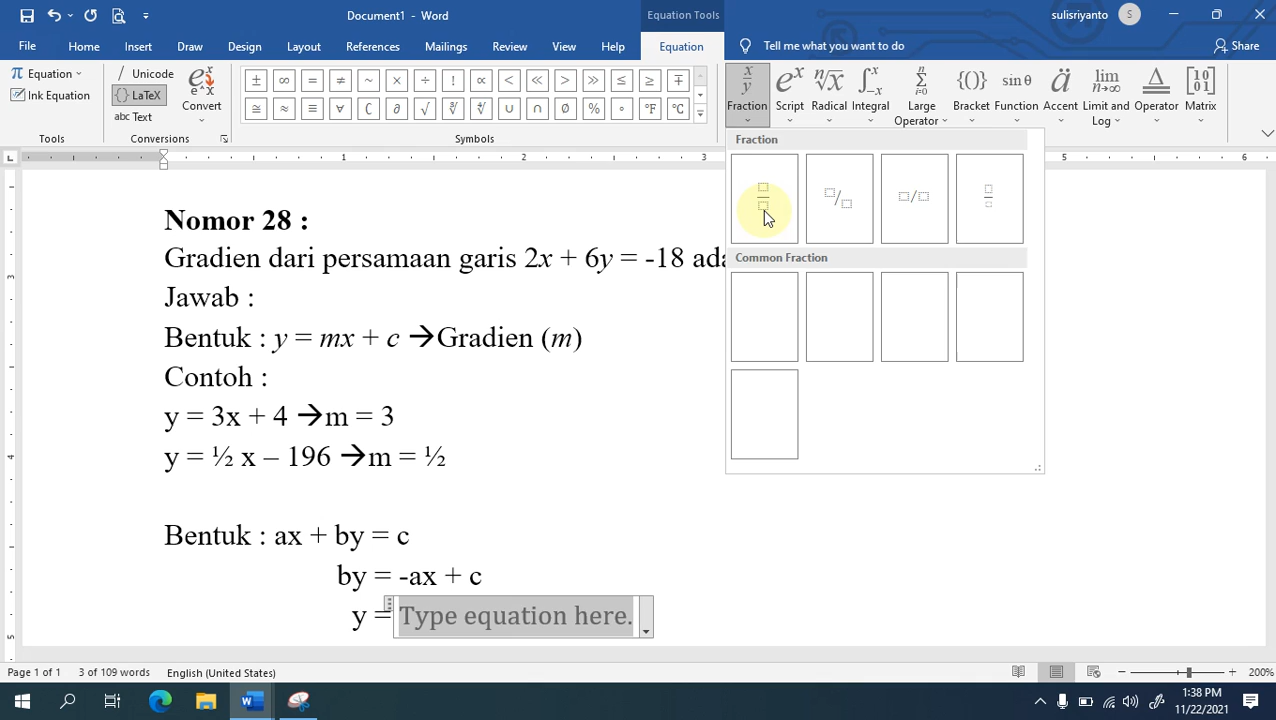 Document1 - Word
Equation Tools
sulisriyanto
S
File Home Insert Draw Design Layout References Mailings Review View Help Equation Tell me what you want to do Share
Equation
Ink Equation
Tools
Unicode
LaTeX
Text
Convert
Conversions
± ∞ = ≠ ~ × ÷ ! ∝ < ≪ > ≫ ≤ ≥ ∓
≅ ≈ ≡ ∀ ∁ ∂ √ ∛ ∜ ∪ ∩ ∅ % ° °F °C
Symbols
Fraction Script Radical Integral Large Operator Bracket Function Accent Limit and Log Operator Matrix
Fraction
Common Fraction
Nomor 28 :
Gradien dari persamaan garis 2x + 6y = -18 ada
Jawab :
Bentuk : y = mx + c →Gradien (m)
Contoh :
y = 3x + 4 →m = 3
y = ½ x – 196 →m = ½
Bentuk : ax + by = c
by = -ax + c
y = Type equation here.
Page 1 of 1 3 of 109 words English (United States) 200%
1:38 PM
11/22/2021